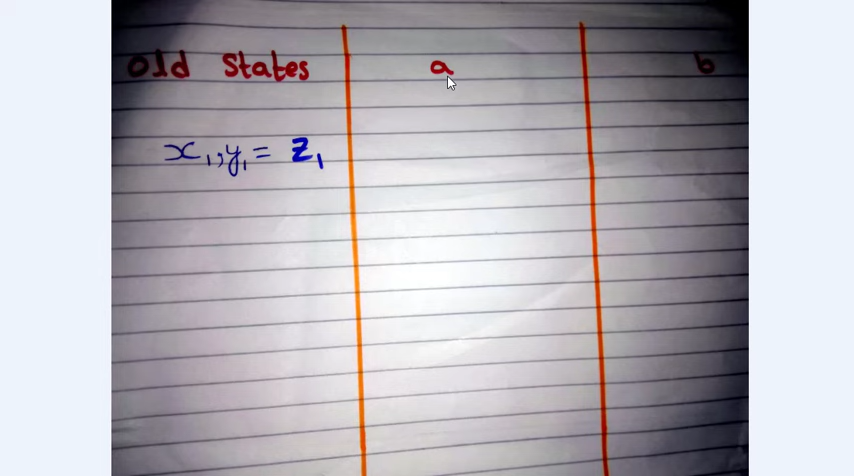 Old States a b
x₁, y₁ = z₁